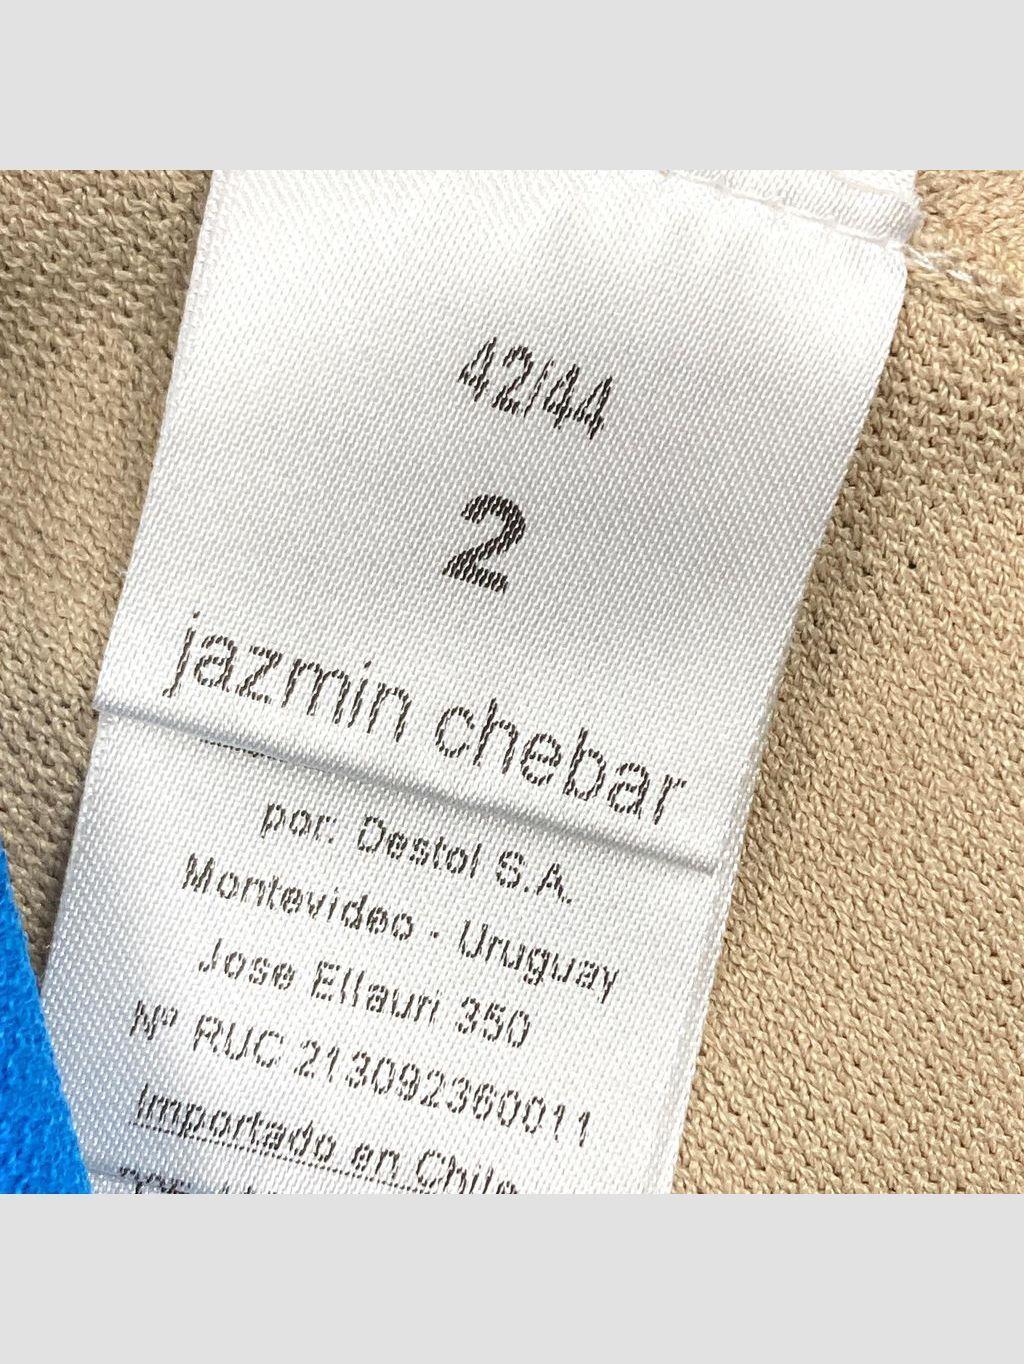 42/44
2
jazmin chebar
por: Destol S.A.
Montevideo - Uruguay
Jose Ellauri 350
Nº RUC 213092360011
Importado en Chile